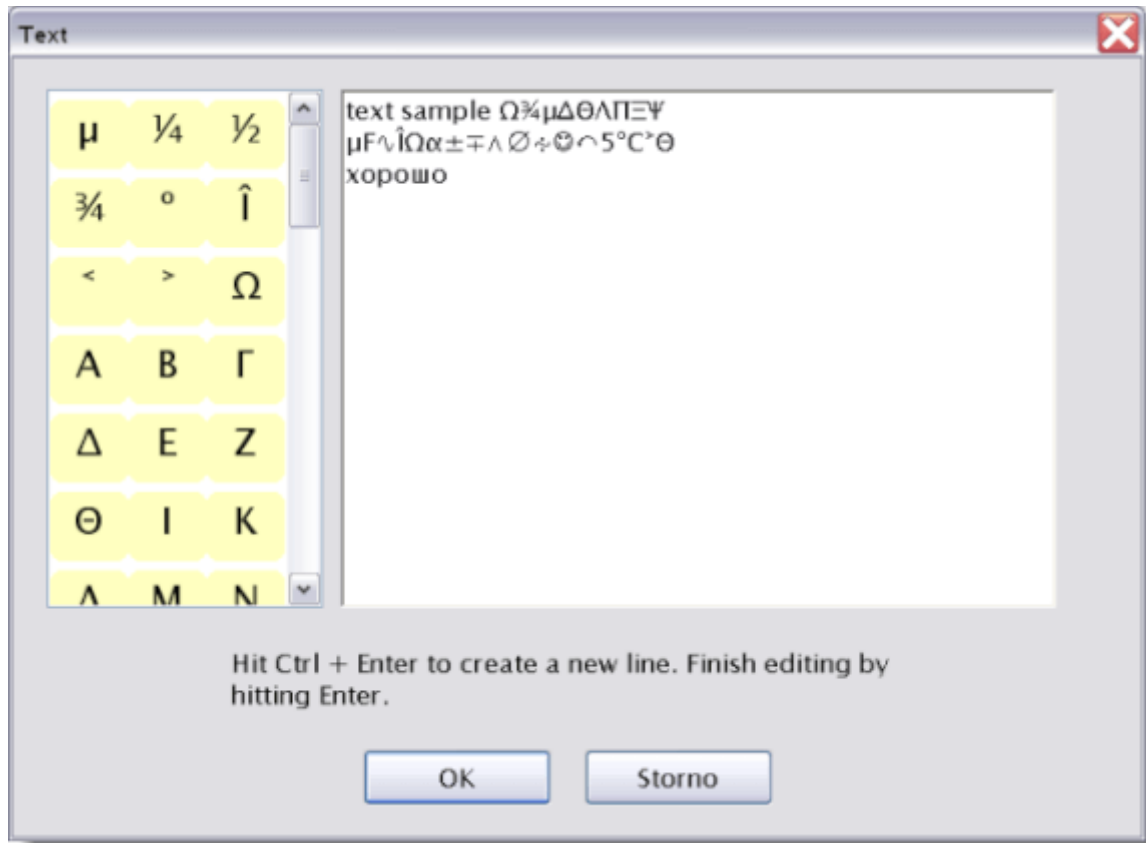 Text
µ ¼ ½
¾ º Î
˂ ˃ Ω
Α Β Γ
Δ Ε Ζ
Θ Ι Κ
Λ Μ Ν
text sample Ω¾µΔΘΛΠΞΨ
µF∿ÎΩα±∓∧∅÷☺⌒5°C˃Θ
хорошо
Hit Ctrl + Enter to create a new line. Finish editing by
hitting Enter.
OK
Storno